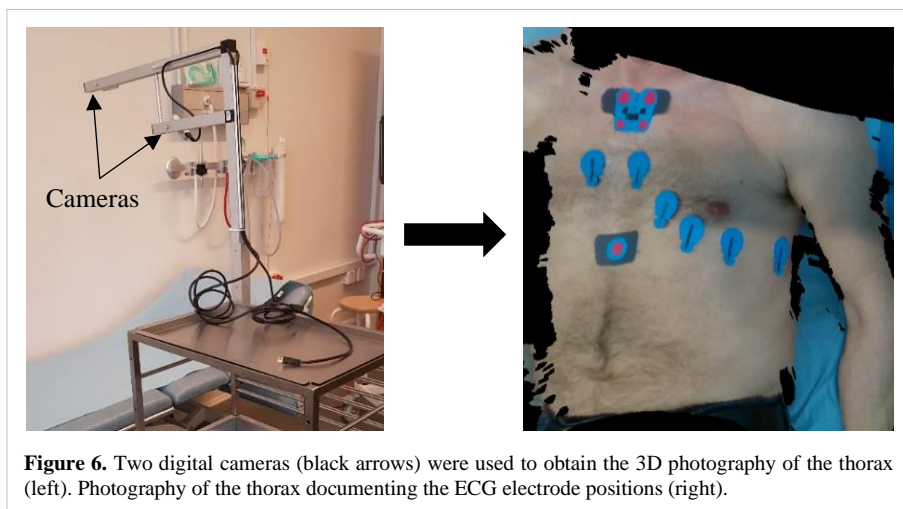 Cameras
Figure 6. Two digital cameras (black arrows) were used to obtain the 3D photography of the thorax
(left). Photography of the thorax documenting the ECG electrode positions (right).